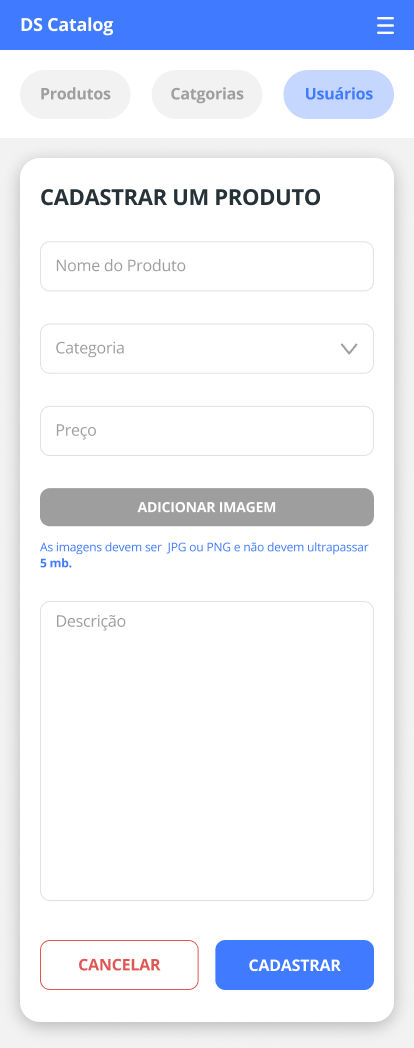 DS Catalog
Produtos Catgorias Usuários
CADASTRAR UM PRODUTO
Nome do Produto
Categoria
Preço
ADICIONAR IMAGEM
As imagens devem ser JPG ou PNG e não devem ultrapassar
5 mb.
Descrição
CANCELAR CADASTRAR